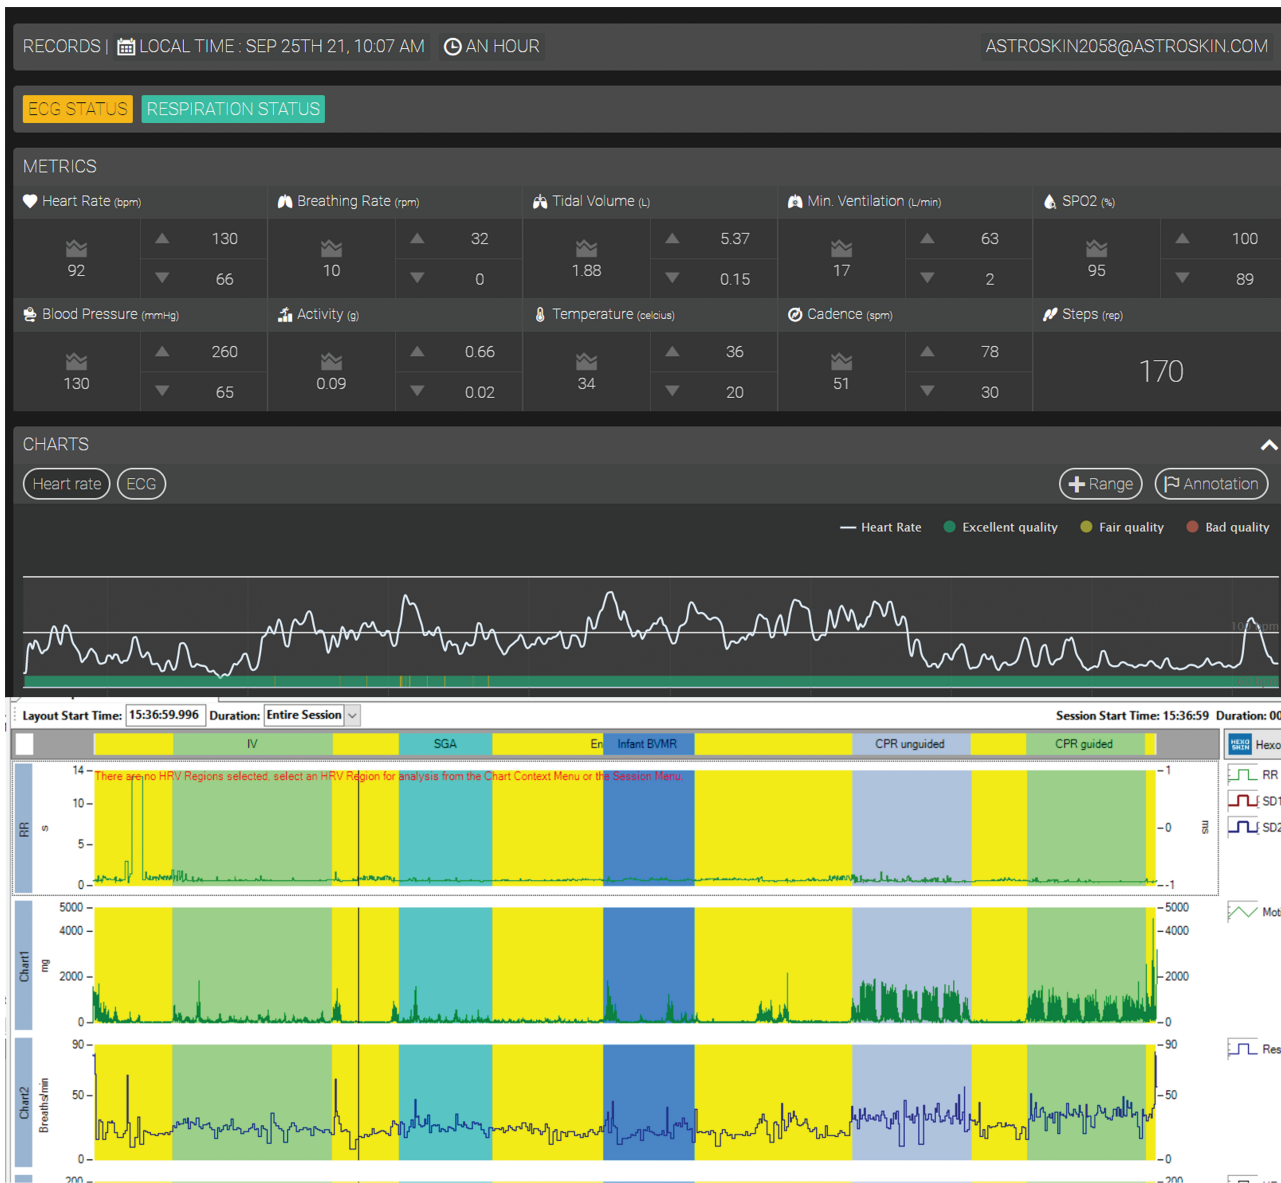 RECORDS | LOCAL TIME : SEP 25TH 21, 10:07 AM AN HOUR ASTROSKIN2058@ASTROSKIN.COM
ECG STATUS RESPIRATION STATUS
METRICS
Heart Rate (bpm) Breathing Rate (rpm) Tidal Volume (L) Min. Ventilation (L/min) SPO2 (%)
130 32 5.37 63 100
92 10 1.88 17 95
66 0 0.15 2 89
Blood Pressure (mmHg) Activity (g) Temperature (celcius) Cadence (spm) Steps (rep)
260 0.66 36 78
130 0.09 34 51 170
65 0.02 20 30
CHARTS
Heart rate ECG Range Annotation
Heart Rate Excellent quality Fair quality Bad quality
Layout Start Time: 15:36:59.996 Duration: Entire Session Session Start Time: 15:36:59 Duration: 00
IV SGA En Infant BVMR CPR unguided CPR guided HEXO SKIN Hexo
14 There are no HRV Regions selected, select an HRV Region for analysis from the Chart Context Menu or the Session Menu. 1 RR
10 SD1
RR s 0 ms SD2
5
0 -1
5000 5000 Moti
4000 4000
Chart1 mg
2000 2000
0 0
90 90 Res
50 50
Chart2 Breaths/min
0 0
200 200